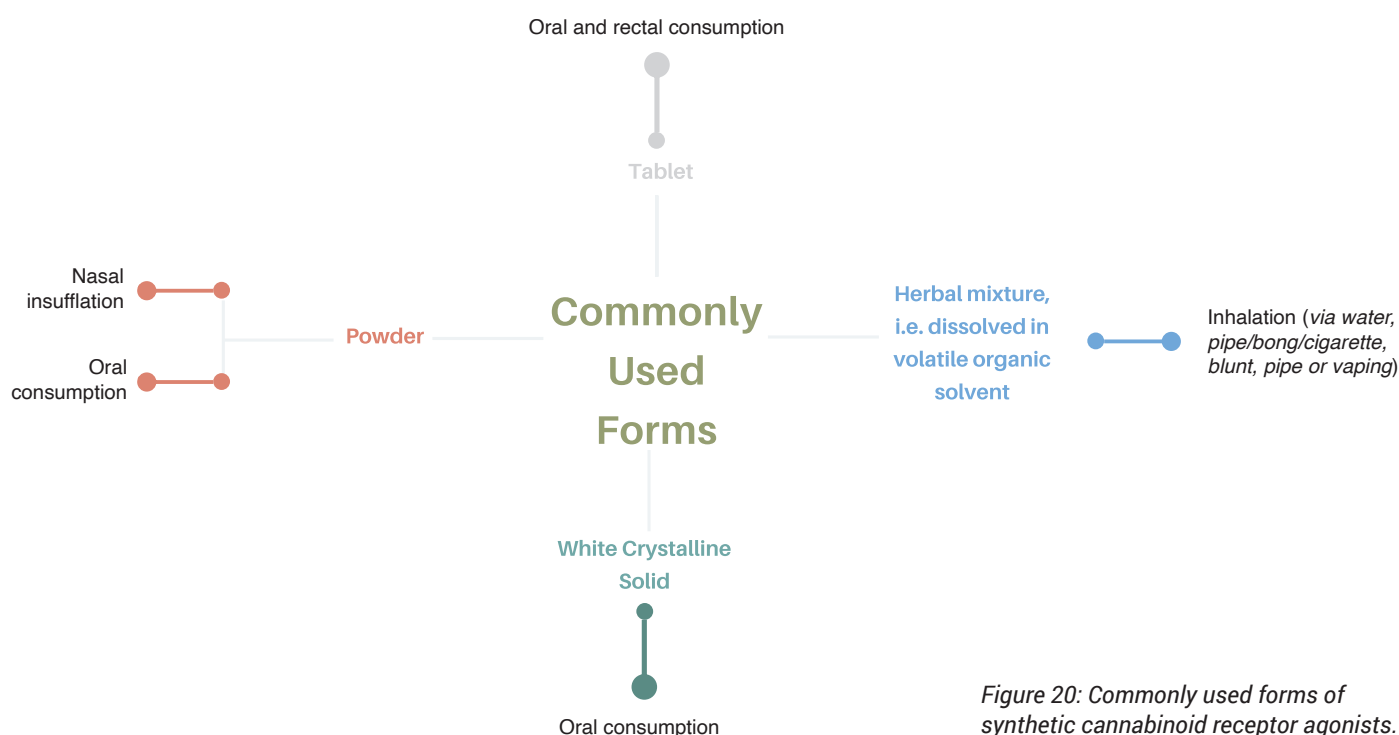 Oral and rectal consumption
Tablet
Nasal
insufflation
Powder
Oral
consumption
Commonly
Used
Forms
Herbal mixture,
i.e. dissolved in
volatile organic
solvent
Inhalation (via water,
pipe/bong/cigarette,
blunt, pipe or vaping)
White Crystalline
Solid
Oral consumption
Figure 20: Commonly used forms of
synthetic cannabinoid receptor agonists.